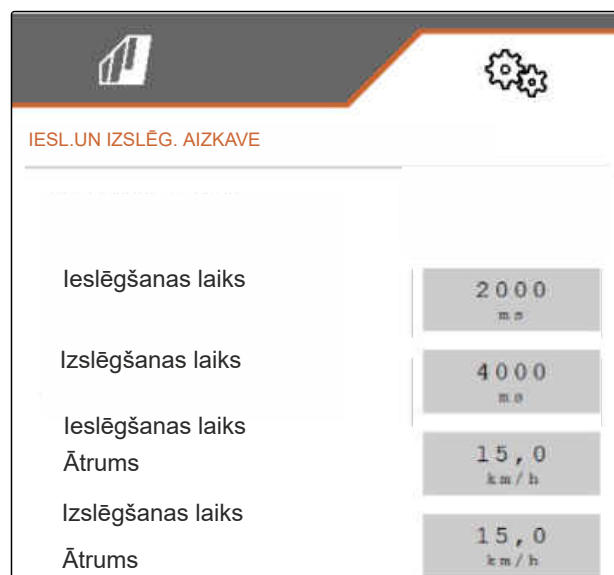 IESL.UN IZSLĒG. AIZKAVE
Ieslēgšanas laiks
2000
ms
Izslēgšanas laiks
4000
ms
Ieslēgšanas laiks
Ātrums
15,0
km/h
Izslēgšanas laiks
Ātrums
15,0
km/h